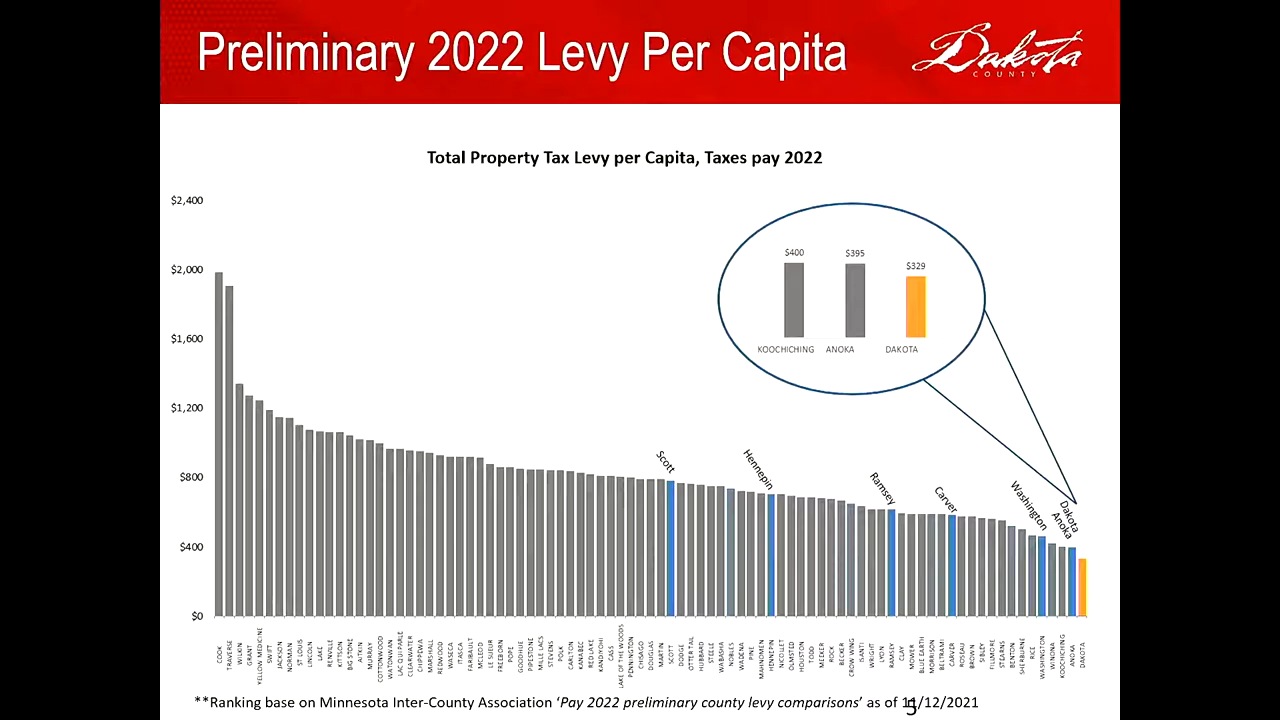 Preliminary 2022 Levy Per Capita
Dakota
COUNTY
Total Property Tax Levy per Capita, Taxes pay 2022
$2,400
$2,000
$1,600
$1,200
$800
$400
$0
$400
$395
$329
KOOCHICHING
ANOKA
DAKOTA
Scott
Hennepin
Ramsey
Carver
Washington
Anoka
Dakota
COOK
TRAVERSE
WILKIN
GRANT
YELLOW MEDICINE
SWIFT
JACKSON
NORMAN
ST LOUIS
LINCOLN
LAKE
RENVILLE
KITTSON
BIG STONE
AITKIN
MURRAY
COTTONWOOD
WATONWAN
LAC QUI PARLE
CLEARWATER
CHIPPEWA
MARSHALL
REDWOOD
WASECA
ITASCA
FARIBAULT
MCLEOD
LE SUEUR
FREEBORN
POPE
GOODHUE
PIPESTONE
MILLE LACS
STEVENS
POLK
CARLTON
KANABEC
RED LAKE
KANDIYOHI
CASS
LAKE OF THE WOODS
PENNINGTON
CHISAGO
DOUGLAS
MARTIN
SCOTT
DODGE
OTTER TAIL
HUBBARD
STEELE
WABASHA
NOBLES
WADENA
PINE
MAHNOMEN
HENNEPIN
NICOLLET
OLMSTED
HOUSTON
TODD
MEEKER
ROCK
BECKER
CROW WING
ISANTI
WRIGHT
LYON
RAMSEY
CLAY
MOWER
BLUE EARTH
MORRISON
BELTRAMI
CARVER
ROSEAU
BROWN
SIBLEY
FILLMORE
STEARNS
BENTON
SHERBURNE
RICE
WASHINGTON
WINONA
KOOCHICHING
ANOKA
DAKOTA
**Ranking base on Minnesota Inter-County Association ‘Pay 2022 preliminary county levy comparisons’ as of 11/12/2021
5